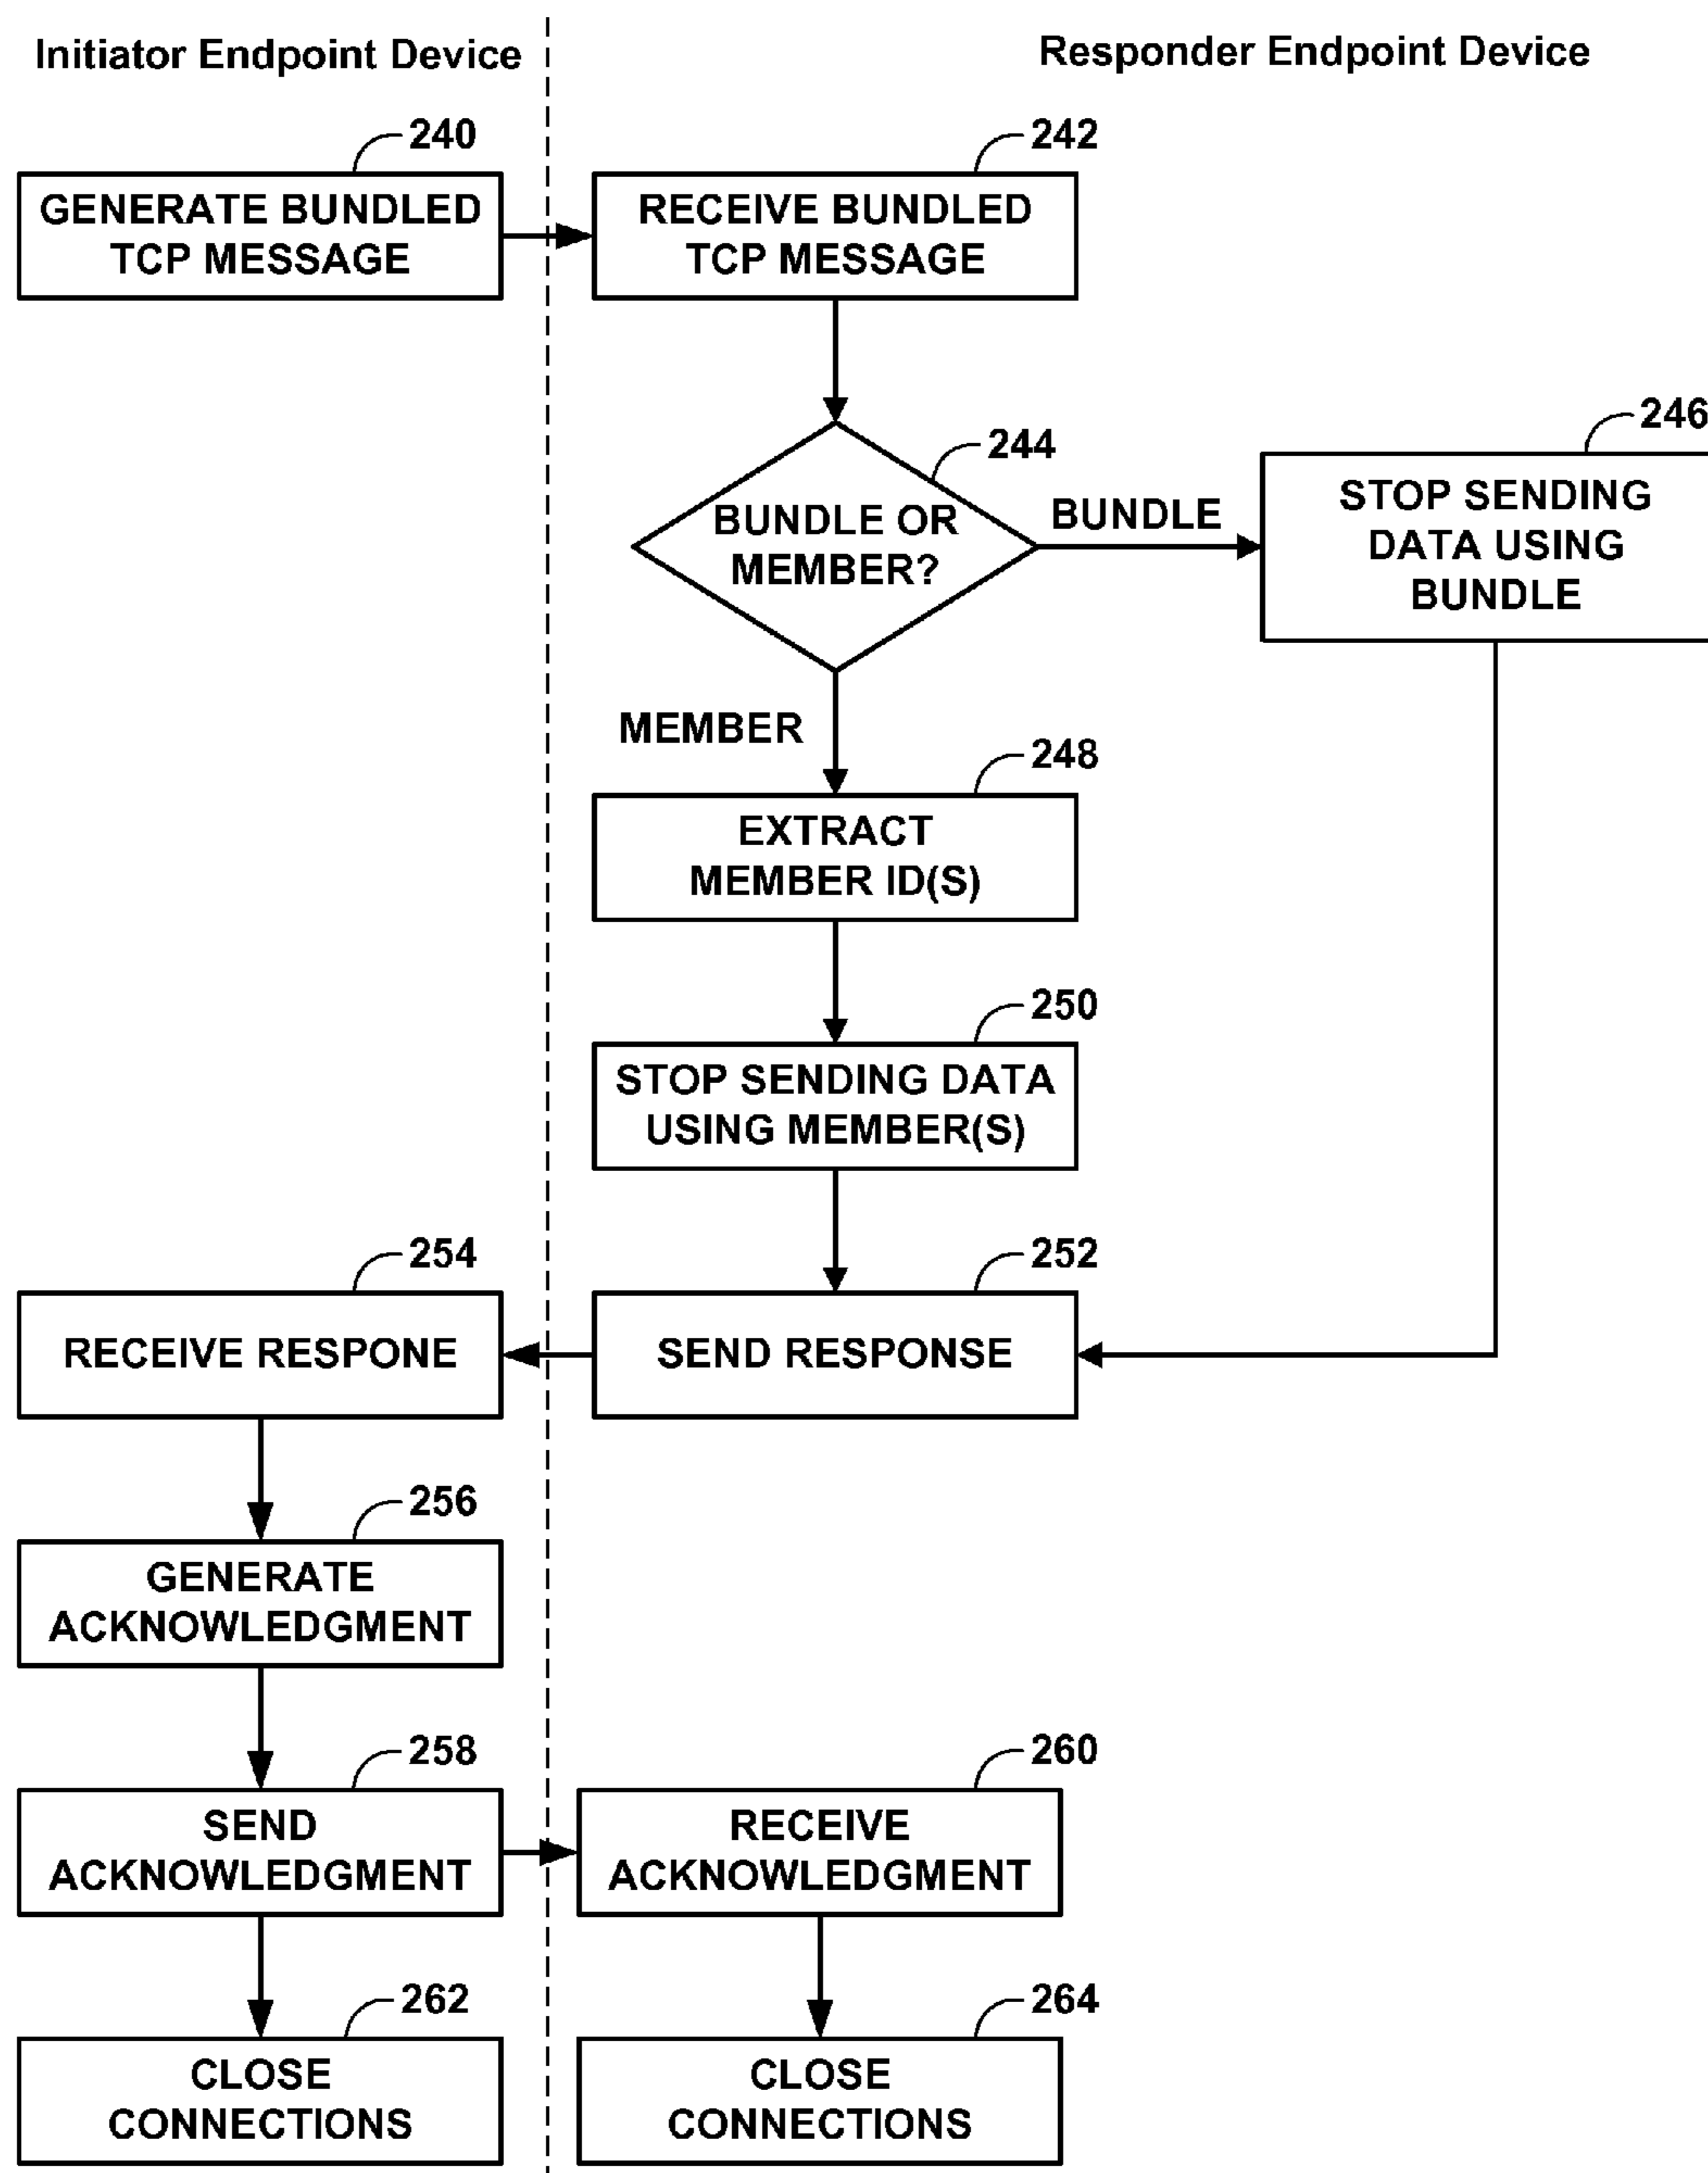 Initiator Endpoint Device
Responder Endpoint Device
240
242
GENERATE BUNDLED
TCP MESSAGE
RECEIVE BUNDLED
TCP MESSAGE
246
244
STOP SENDING
DATA USING
BUNDLE
BUNDLE OR
MEMBER?
BUNDLE
MEMBER
248
EXTRACT
MEMBER ID(S)
250
STOP SENDING DATA
USING MEMBER(S)
254
252
RECEIVE RESPONE
SEND RESPONSE
256
GENERATE
ACKNOWLEDGMENT
258
260
SEND
ACKNOWLEDGMENT
RECEIVE
ACKNOWLEDGMENT
262
264
CLOSE
CONNECTIONS
CLOSE
CONNECTIONS